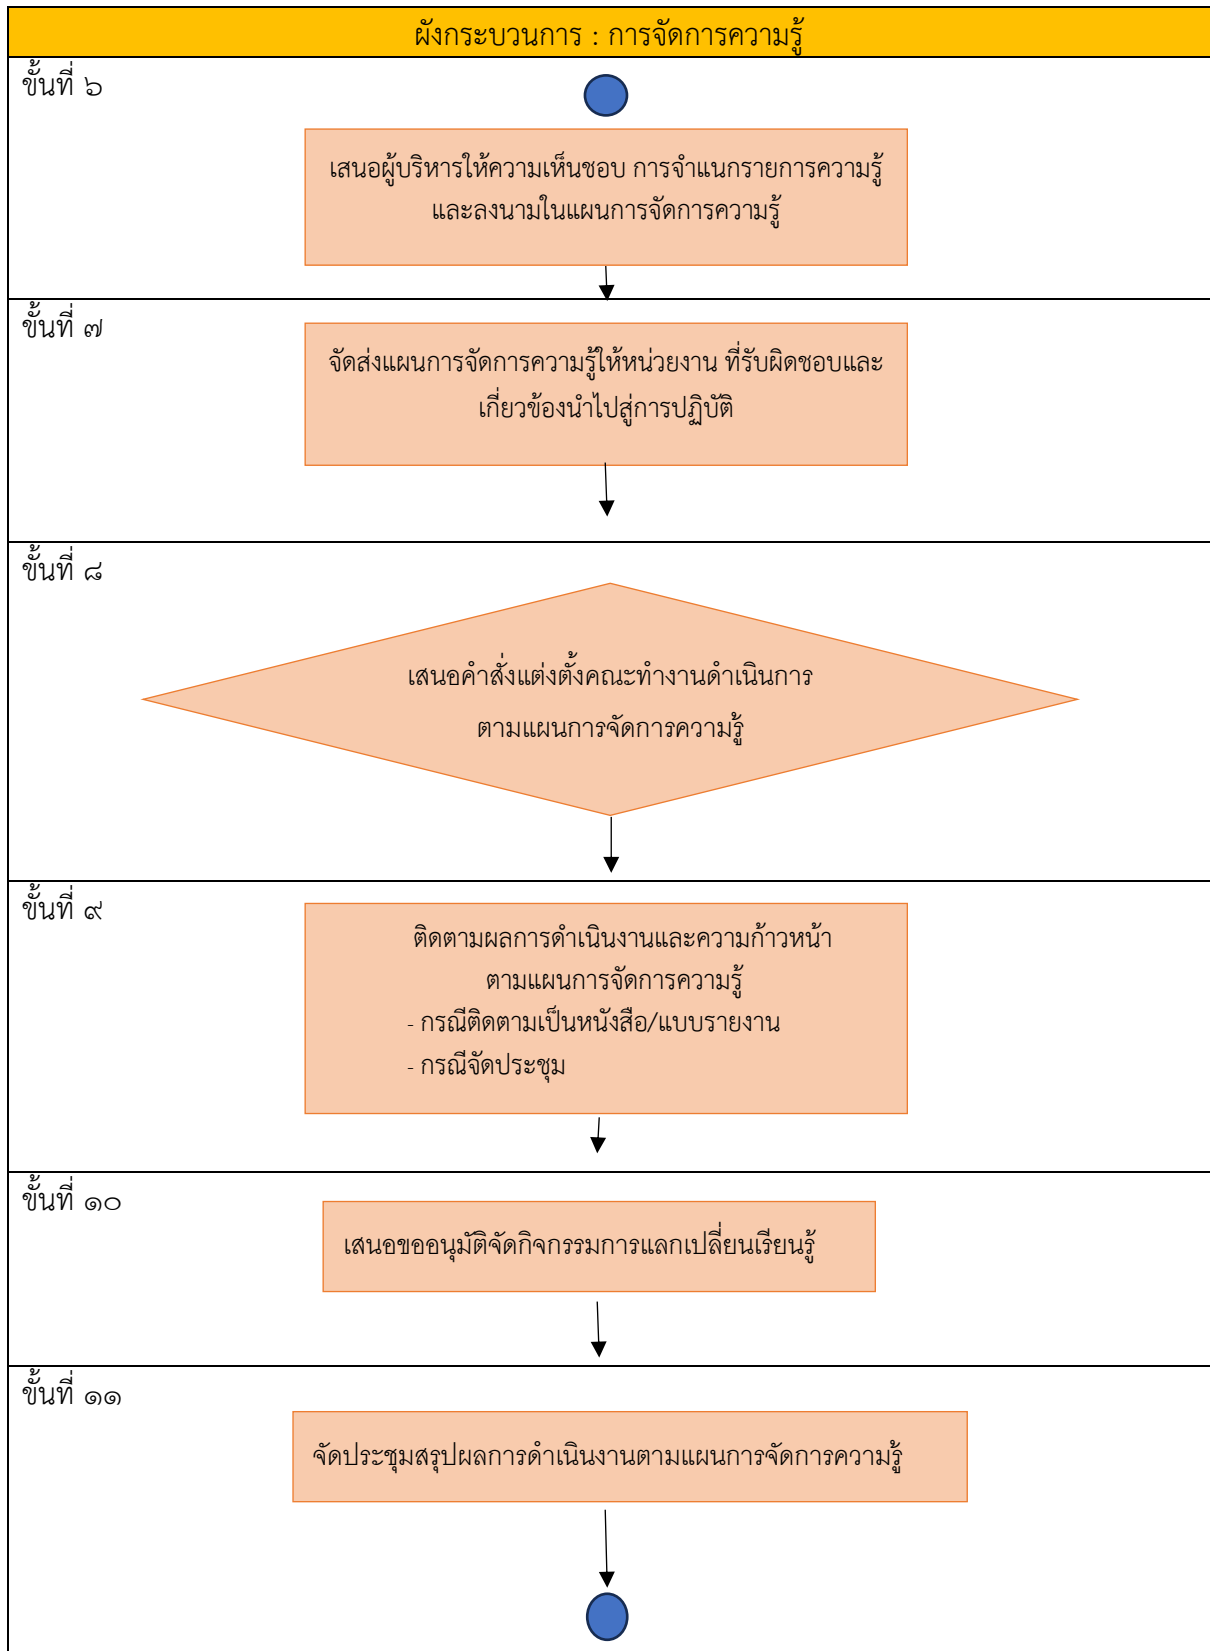 ผังกระบวนการ : การจัดการความรู้
ขั้นที่ ๖
เสนอผู้บริหารให้ความเห็นชอบ การจำแนกรายการความรู้
และลงนามในแผนการจัดการความรู้
ขั้นที่ ๗
จัดส่งแผนการจัดการความรู้ให้หน่วยงาน ที่รับผิดชอบและ
เกี่ยวข้องนำไปสู่การปฏิบัติ
ขั้นที่ ๘
เสนอคำสั่งแต่งตั้งคณะทำงานดำเนินการ
ตามแผนการจัดการความรู้
ขั้นที่ ๙
ติดตามผลการดำเนินงานและความก้าวหน้า
ตามแผนการจัดการความรู้
- กรณีติดตามเป็นหนังสือ/แบบรายงาน
- กรณีจัดประชุม
ขั้นที่ ๑๐
เสนอขออนุมัติจัดกิจกรรมการแลกเปลี่ยนเรียนรู้
ขั้นที่ ๑๑
จัดประชุมสรุปผลการดำเนินงานตามแผนการจัดการความรู้